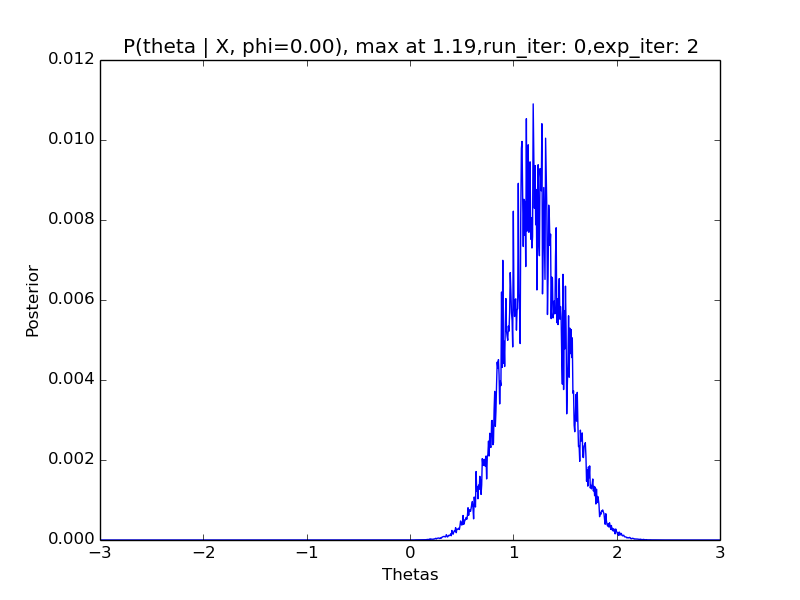 P(theta | X, phi=0.00), max at 1.19,run_iter: 0,exp_iter: 2
0.012
0.010
0.008
0.006
0.004
0.002
0.000
Posterior
−3 −2 −1 0 1 2 3
Thetas